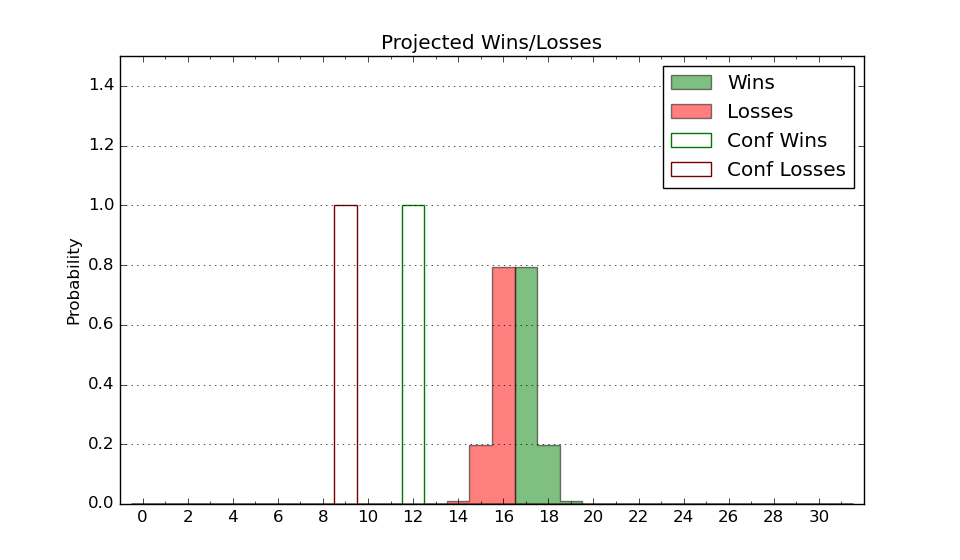 Projected Wins/Losses
Wins
Losses
Conf Wins
Conf Losses
Probability
1.4
1.2
1.0
0.8
0.6
0.4
0.2
0.0
0 2 4 6 8 10 12 14 16 18 20 22 24 26 28 30